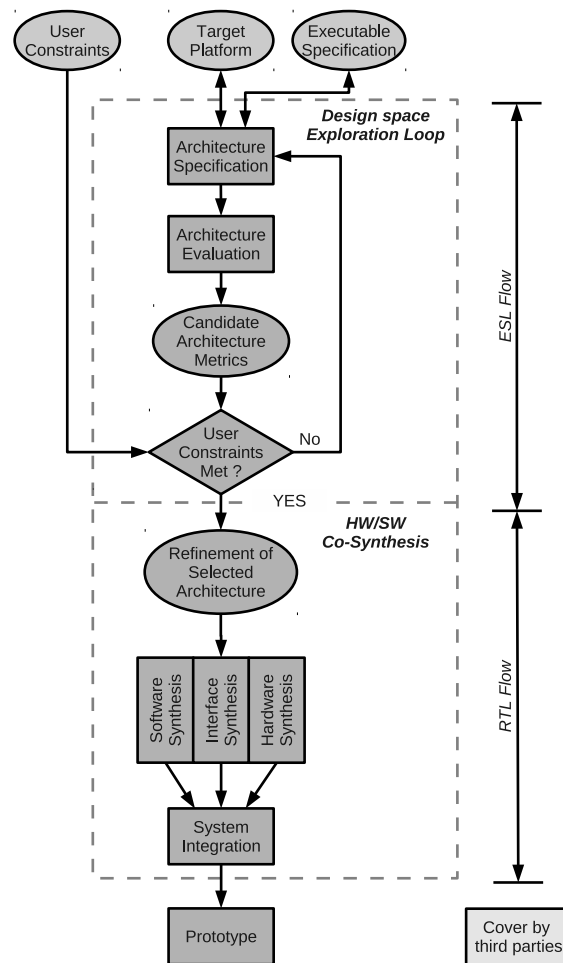 User
Constraints
Target
Platform
Executable
Specification
Design space
Exploration Loop
Architecture
Specification
Architecture
Evaluation
Candidate
Architecture
Metrics
User
Constraints
Met ?
No
YES
ESL Flow
HW/SW
Co-Synthesis
Refinement of
Selected
Architecture
Software
Synthesis
Interface
Synthesis
Hardware
Synthesis
RTL Flow
System
Integration
Prototype
Cover by
third parties